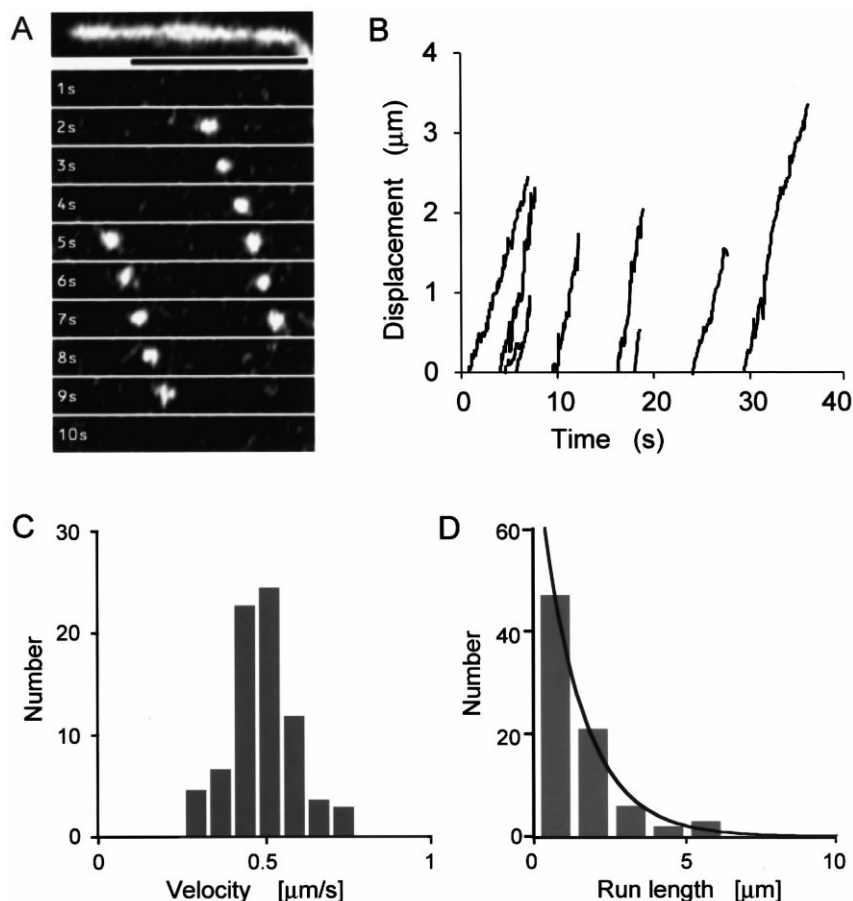 A
1s
2s
3s
4s
5s
6s
7s
8s
9s
10s
B
4
3
2
1
0
Displacement (µm)
0 10 20 30 40
Time (s)
C
30
20
10
0
Number
0 0.5 1
Velocity [µm/s]
D
60
40
20
0
Number
0 5 10
Run length [µm]